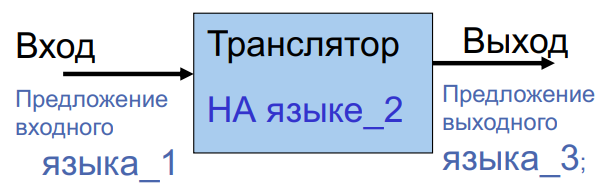 Вход
Предложение
входного
языка_1
Транслятор
НА языке_2
Выход
Предложение
выходного
языка_3;